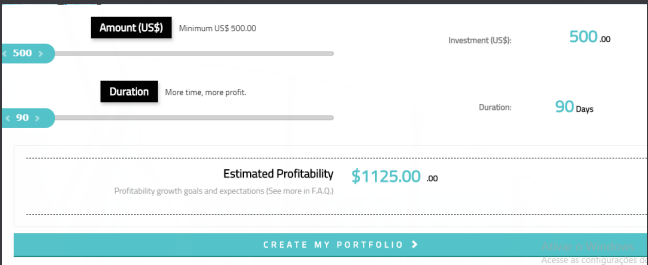 Amount (US$) Minimum US$ 500.00
Investment (US$): 500 .00
500
Duration More time, more profit.
Duration: 90 Days
90
Estimated Profitability $1125.00 .00
Profitability growth goals and expectations (See more in F.A.Q.)
CREATE MY PORTFOLIO
Acesse as configurações d